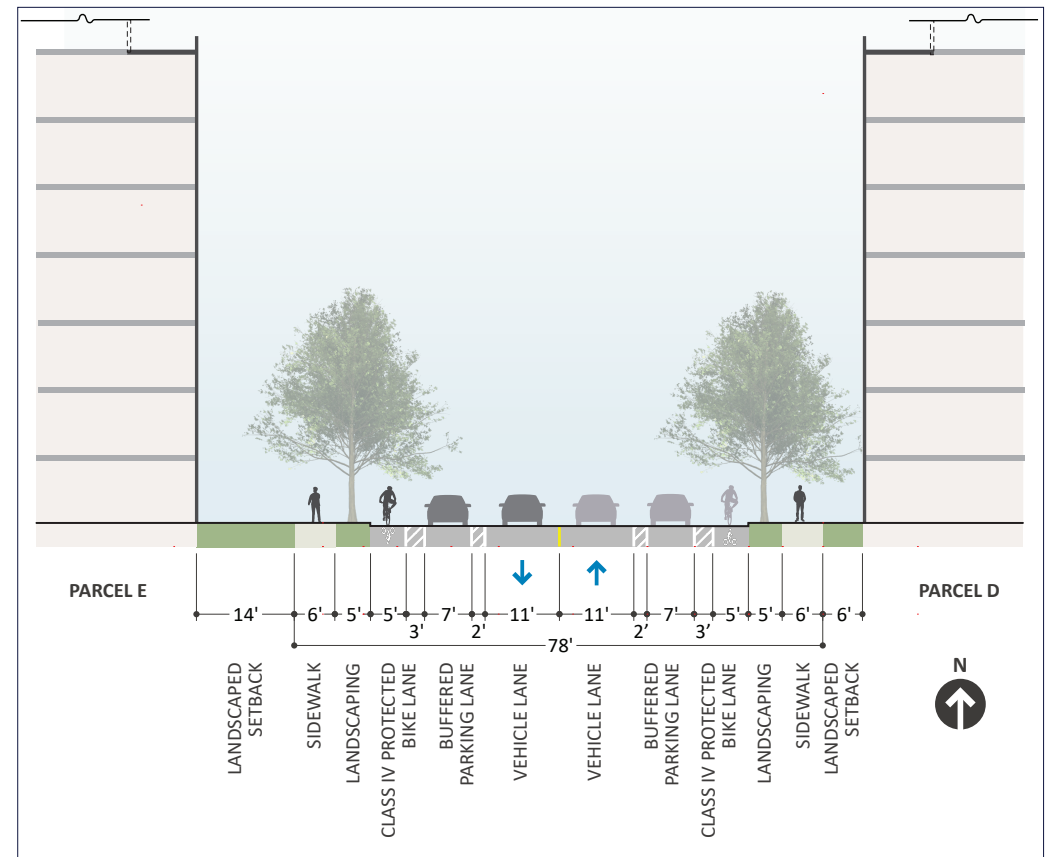 PARCEL E
PARCEL D
14' 6' 5' 5' 3' 7' 2' 11' 11' 2’ 7' 3’ 5' 5' 6' 6'
78'
LANDSCAPED
SETBACK
SIDEWALK
LANDSCAPING
CLASS IV PROTECTED
BIKE LANE
BUFFERED
PARKING LANE
VEHICLE LANE
VEHICLE LANE
BUFFERED
PARKING LANE
CLASS IV PROTECTED
BIKE LANE
LANDSCAPING
SIDEWALK
LANDSCAPED
SETBACK
N